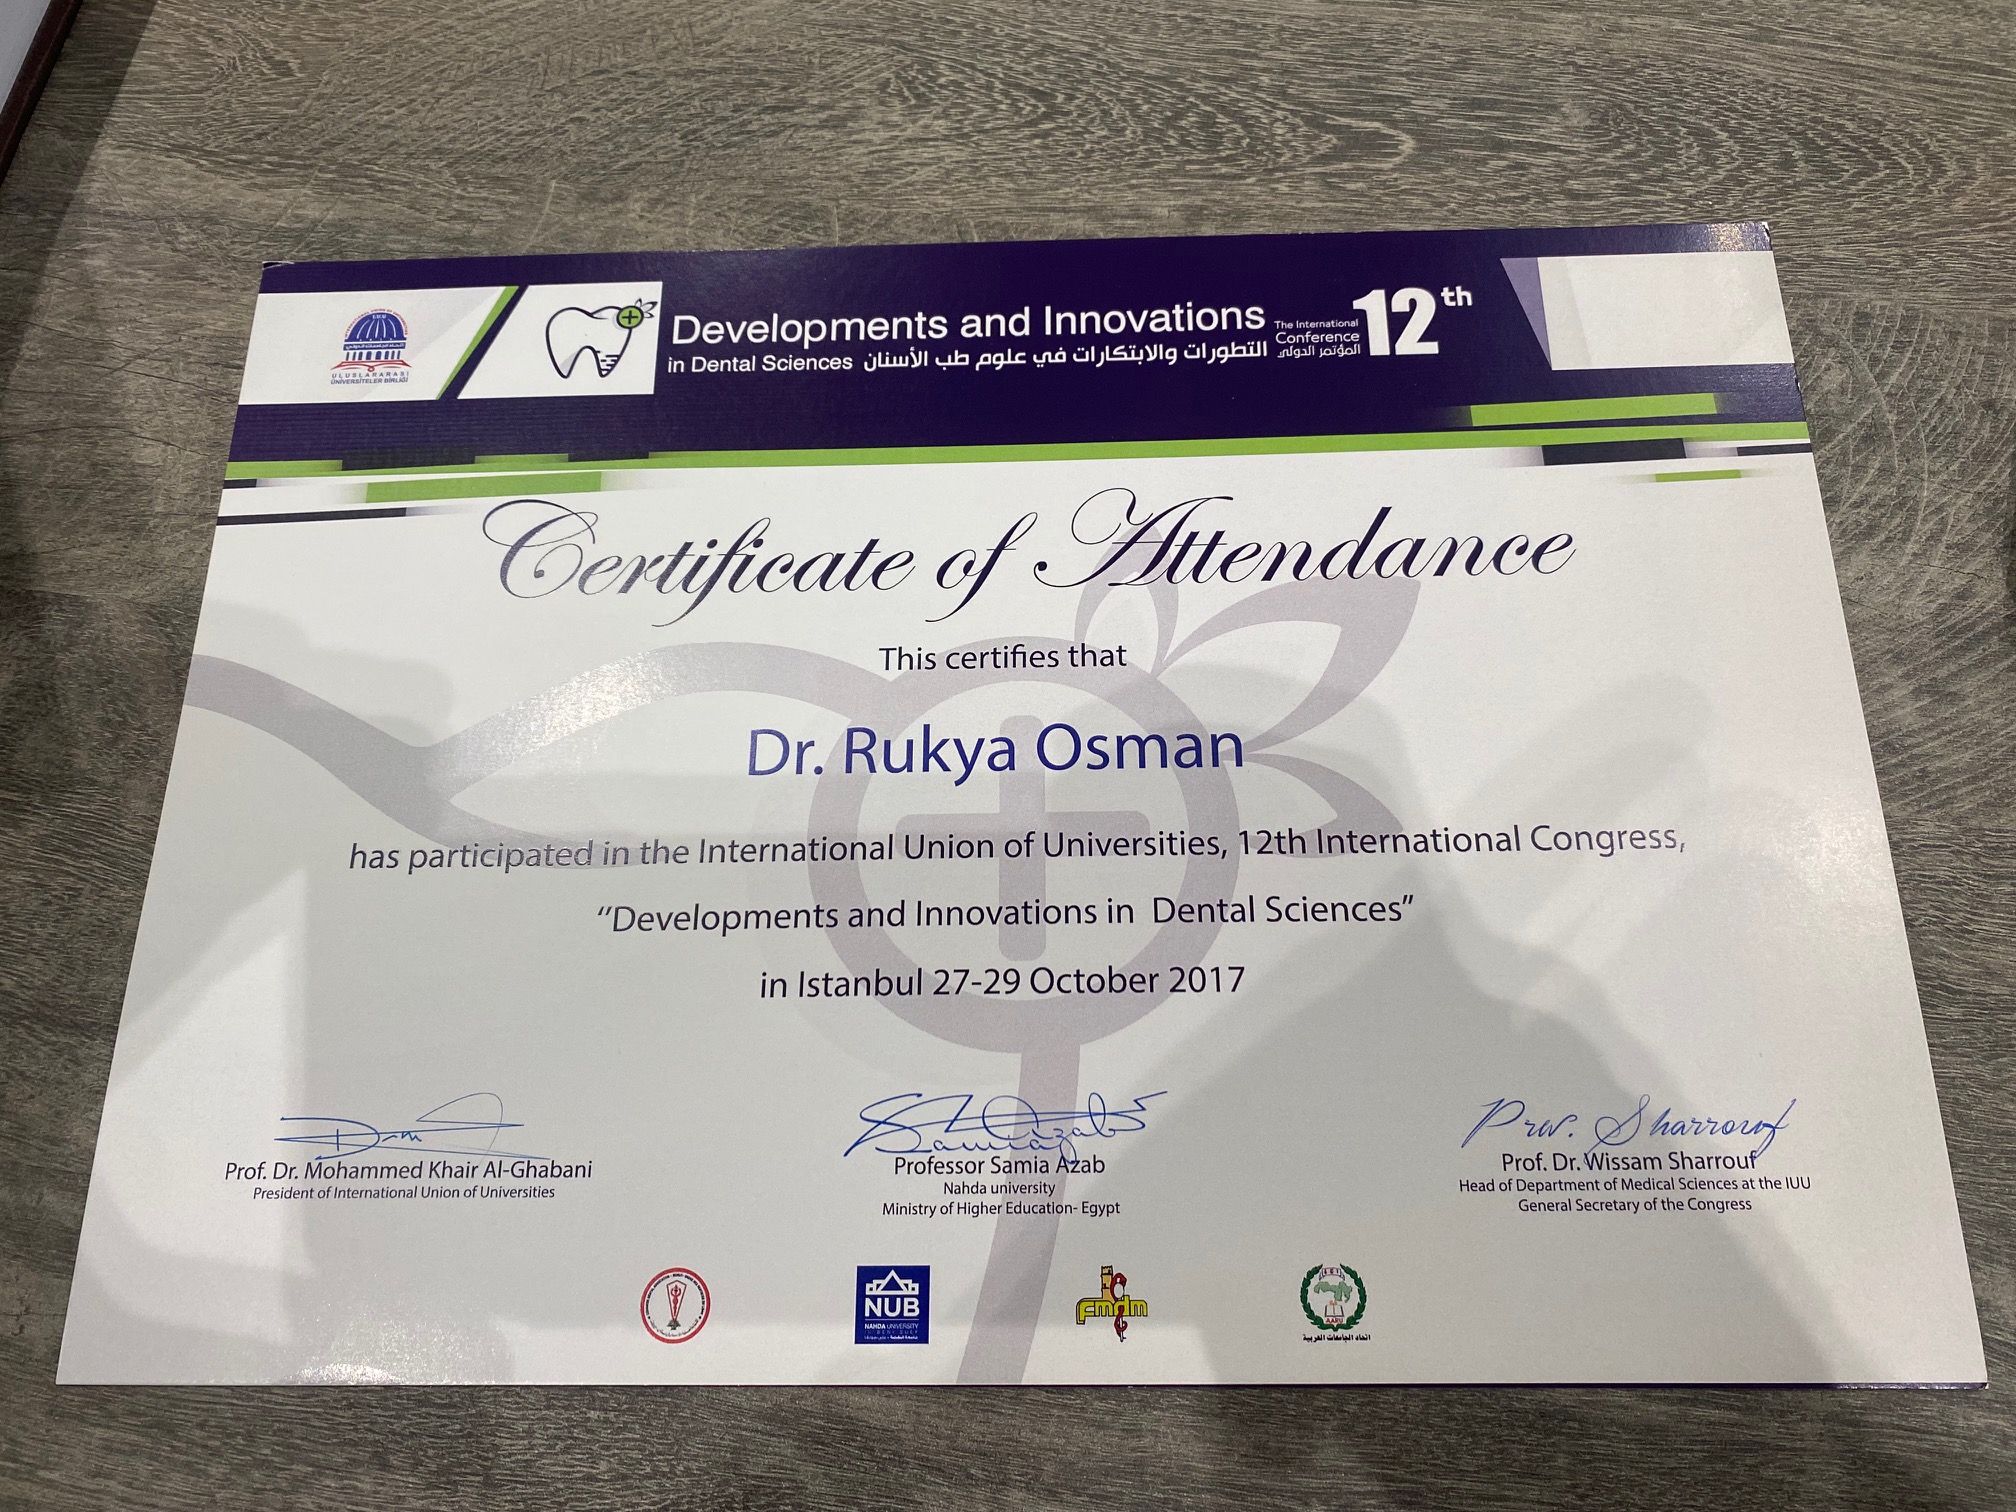 ULUSLARARASI
ÜNİVERSİTELER BİRLİĞİ
Developments and Innovations
in Dental Sciences التطورات والابتكارات في علوم طب الأسنان
The International
Conference
المؤتمر الدولي
12th
Certificate of Attendance
This certifies that
Dr. Rukya Osman
has participated in the International Union of Universities, 12th International Congress,
"Developments and Innovations in Dental Sciences"
in Istanbul 27-29 October 2017
Prof. Dr. Mohammed Khair Al-Ghabani
President of International Union of Universities
Professor Samia Azab
Nahda university
Ministry of Higher Education- Egypt
Prof. Dr. Wissam Sharrouf
Head of Department of Medical Sciences at the IUU
General Secretary of the Congress
NUB
NAHDA UNIVERSITY
fmdm
AARU
اتحاد الجامعات العربية